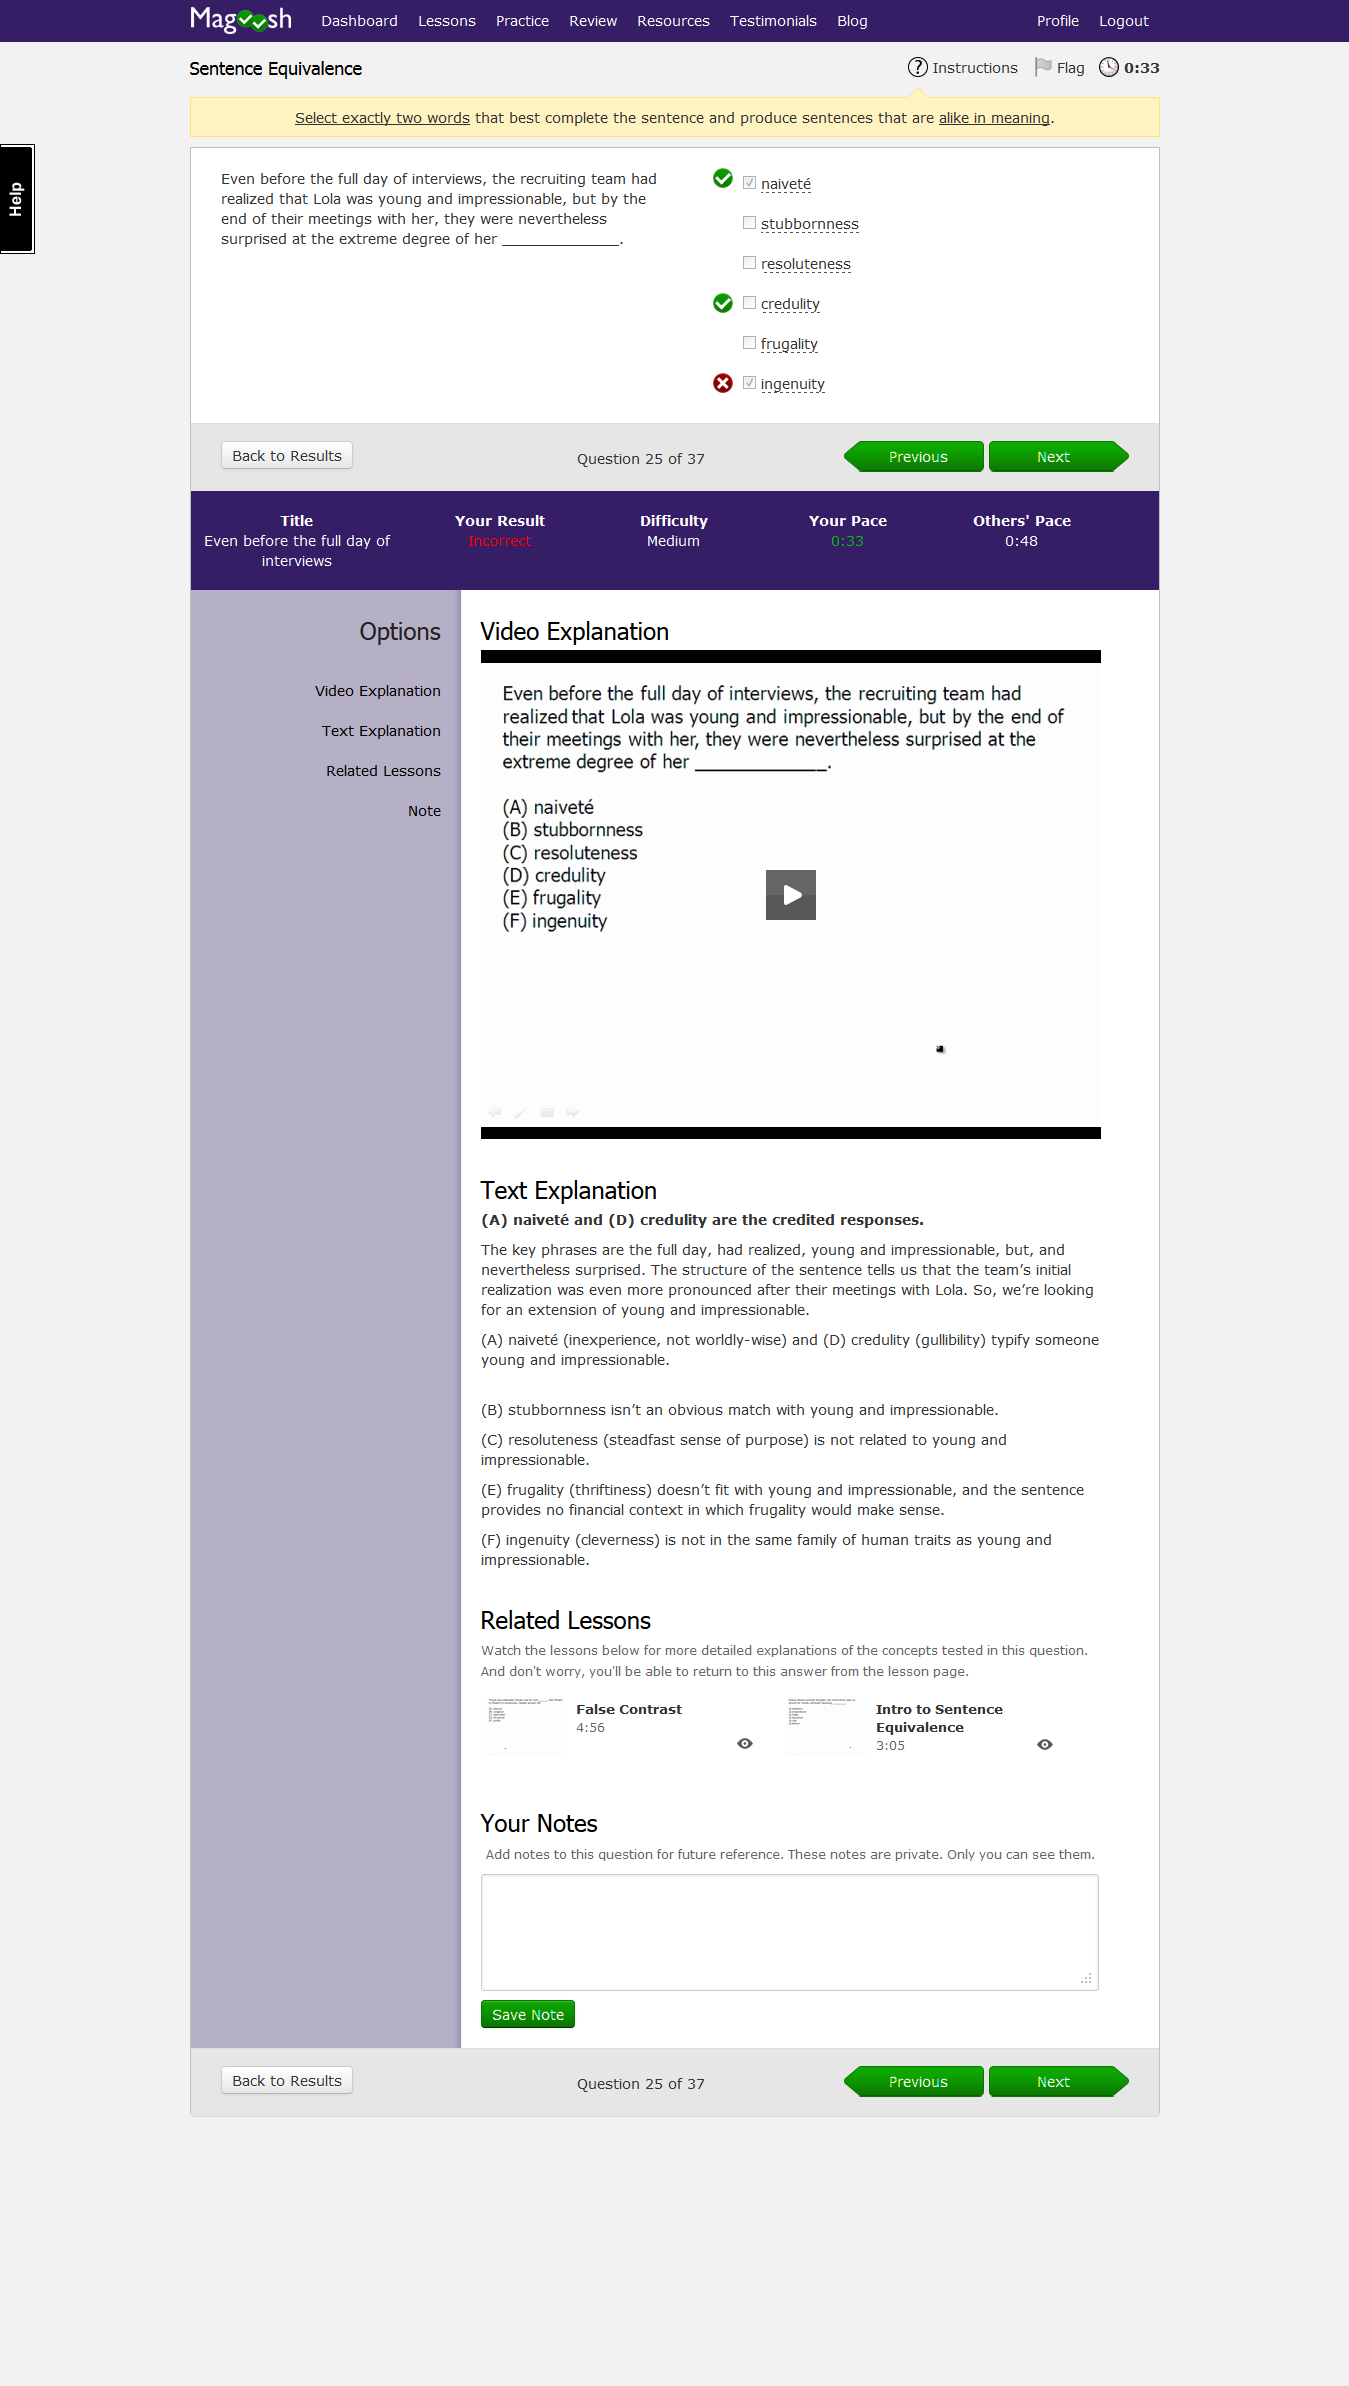 Magoosh Dashboard Lessons Practice Review Resources Testimonials Blog Profile Logout
Sentence Equivalence Instructions Flag 0:33
Select exactly two words that best complete the sentence and produce sentences that are alike in meaning.
Help
Even before the full day of interviews, the recruiting team had
realized that Lola was young and impressionable, but by the
end of their meetings with her, they were nevertheless
surprised at the extreme degree of her ______________.
naiveté
stubbornness
resoluteness
credulity
frugality
ingenuity
Back to Results Question 25 of 37 Previous Next
Title Your Result Difficulty Your Pace Others' Pace
Even before the full day of Incorrect Medium 0:33 0:48
interviews
Options
Video Explanation
Text Explanation
Related Lessons
Note
Video Explanation
Even before the full day of interviews, the recruiting team had
realized that Lola was young and impressionable, but by the end of
their meetings with her, they were nevertheless surprised at the
extreme degree of her ______________.
(A) naiveté
(B) stubbornness
(C) resoluteness
(D) credulity
(E) frugality
(F) ingenuity
Text Explanation
(A) naiveté and (D) credulity are the credited responses.
The key phrases are the full day, had realized, young and impressionable, but, and
nevertheless surprised. The structure of the sentence tells us that the team’s initial
realization was even more pronounced after their meetings with Lola. So, we’re looking
for an extension of young and impressionable.
(A) naiveté (inexperience, not worldly-wise) and (D) credulity (gullibility) typify someone
young and impressionable.
(B) stubbornness isn’t an obvious match with young and impressionable.
(C) resoluteness (steadfast sense of purpose) is not related to young and
impressionable.
(E) frugality (thriftiness) doesn’t fit with young and impressionable, and the sentence
provides no financial context in which frugality would make sense.
(F) ingenuity (cleverness) is not in the same family of human traits as young and
impressionable.
Related Lessons
Watch the lessons below for more detailed explanations of the concepts tested in this question.
And don't worry, you'll be able to return to this answer from the lesson page.
False Contrast
4:56
Intro to Sentence
Equivalence
3:05
Your Notes
Add notes to this question for future reference. These notes are private. Only you can see them.
Save Note
Back to Results Question 25 of 37 Previous Next